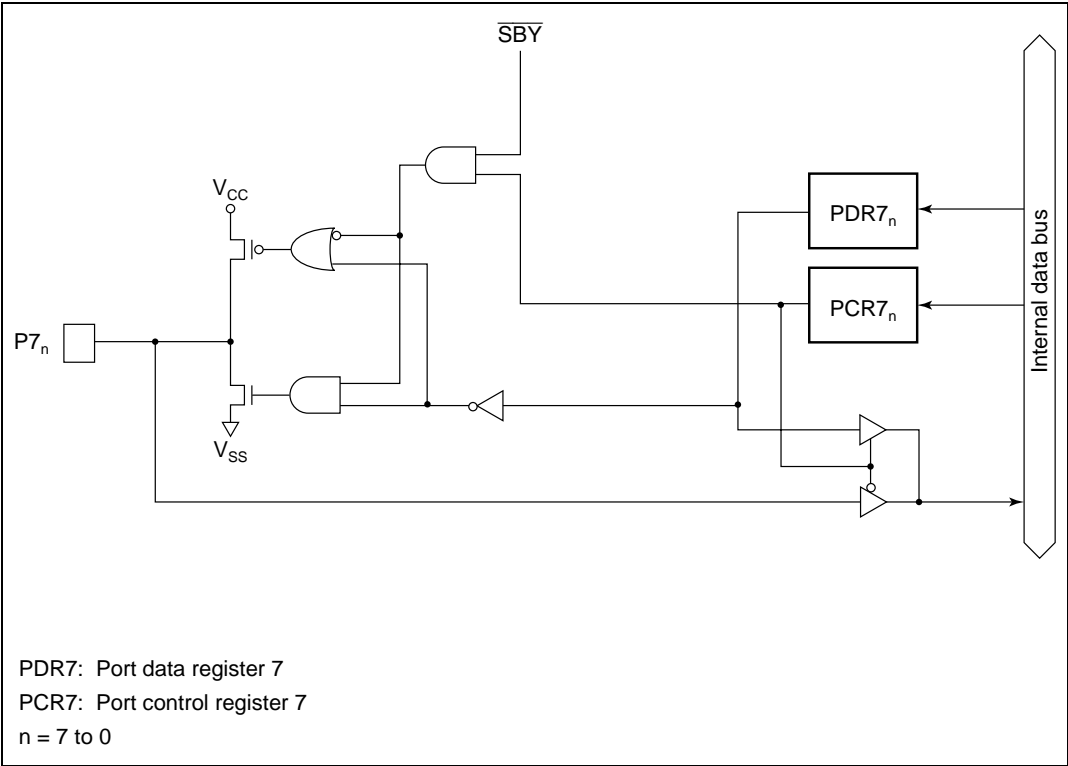 SBY
VCC
PDR7n
PCR7n
Internal data bus
P7n
VSS
PDR7: Port data register 7
PCR7: Port control register 7
n = 7 to 0